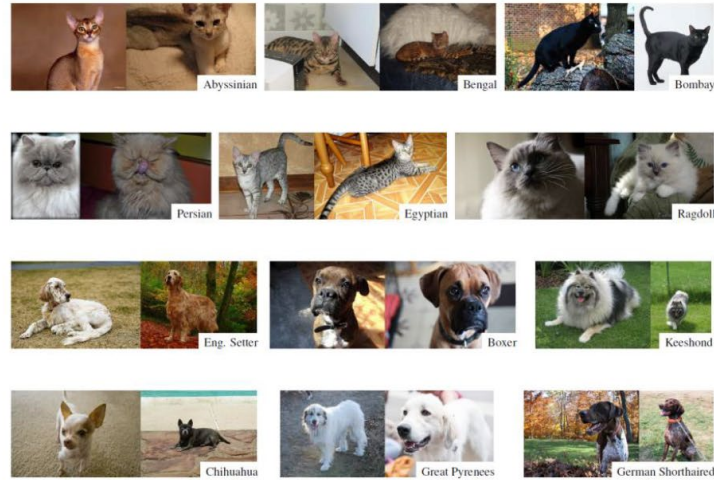 Abyssinian
Bengal
Bombay
Persian
Egyptian
Ragdoll
Eng. Setter
Boxer
Keeshond
Chihuahua
Great Pyrenees
German Shorthaired